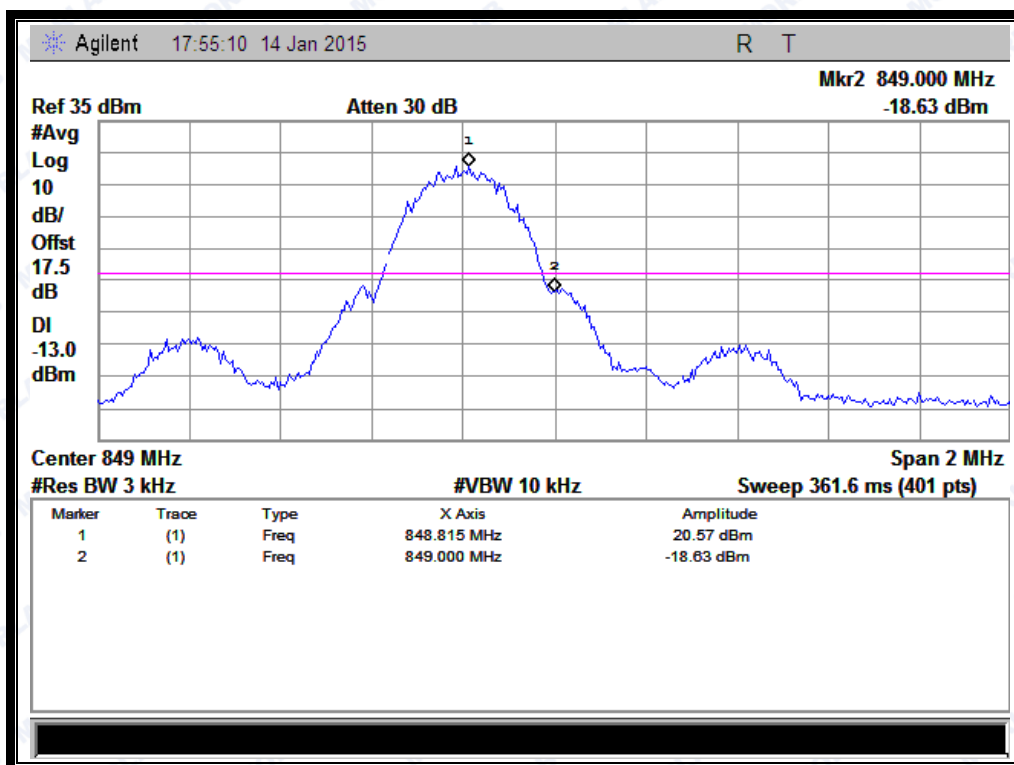 Agilent 17:55:10 14 Jan 2015 R T
Mkr2 849.000 MHz
Ref 35 dBm Atten 30 dB -18.63 dBm
#Avg
Log
10
dB/
Offst
17.5
dB
DI
-13.0
dBm
1
2
Center 849 MHz Span 2 MHz
#Res BW 3 kHz #VBW 10 kHz Sweep 361.6 ms (401 pts)
Marker Trace Type X Axis Amplitude
1 (1) Freq 848.815 MHz 20.57 dBm
2 (1) Freq 849.000 MHz -18.63 dBm